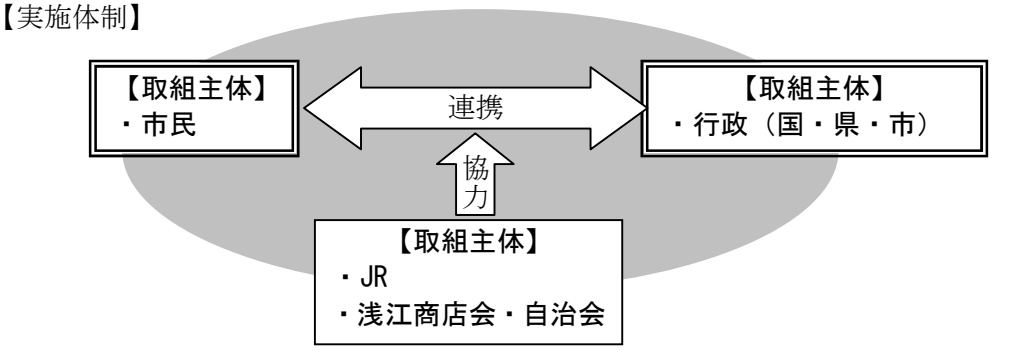 【実施体制】
【取組主体】
・市民
連携
【取組主体】
・行政（国・県・市）
協力
【取組主体】
・JR
・浅江商店会・自治会